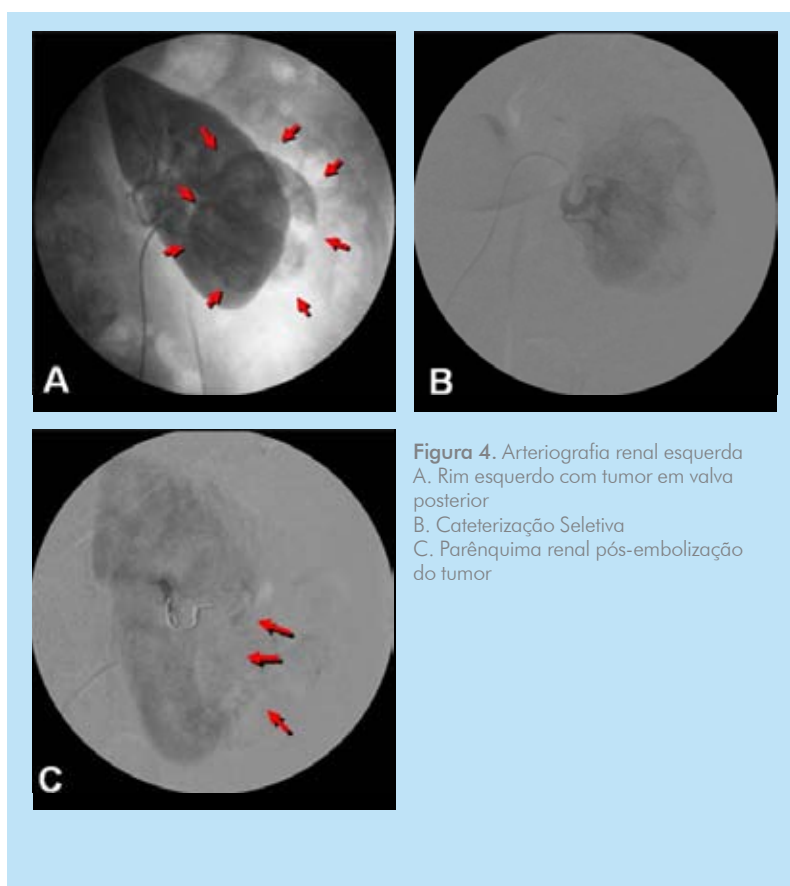 A
B
Figura 4. Arteriografia renal esquerda
A. Rim esquerdo com tumor em valva
posterior
B. Cateterização Seletiva
C. Parênquima renal pós-embolização
do tumor
C